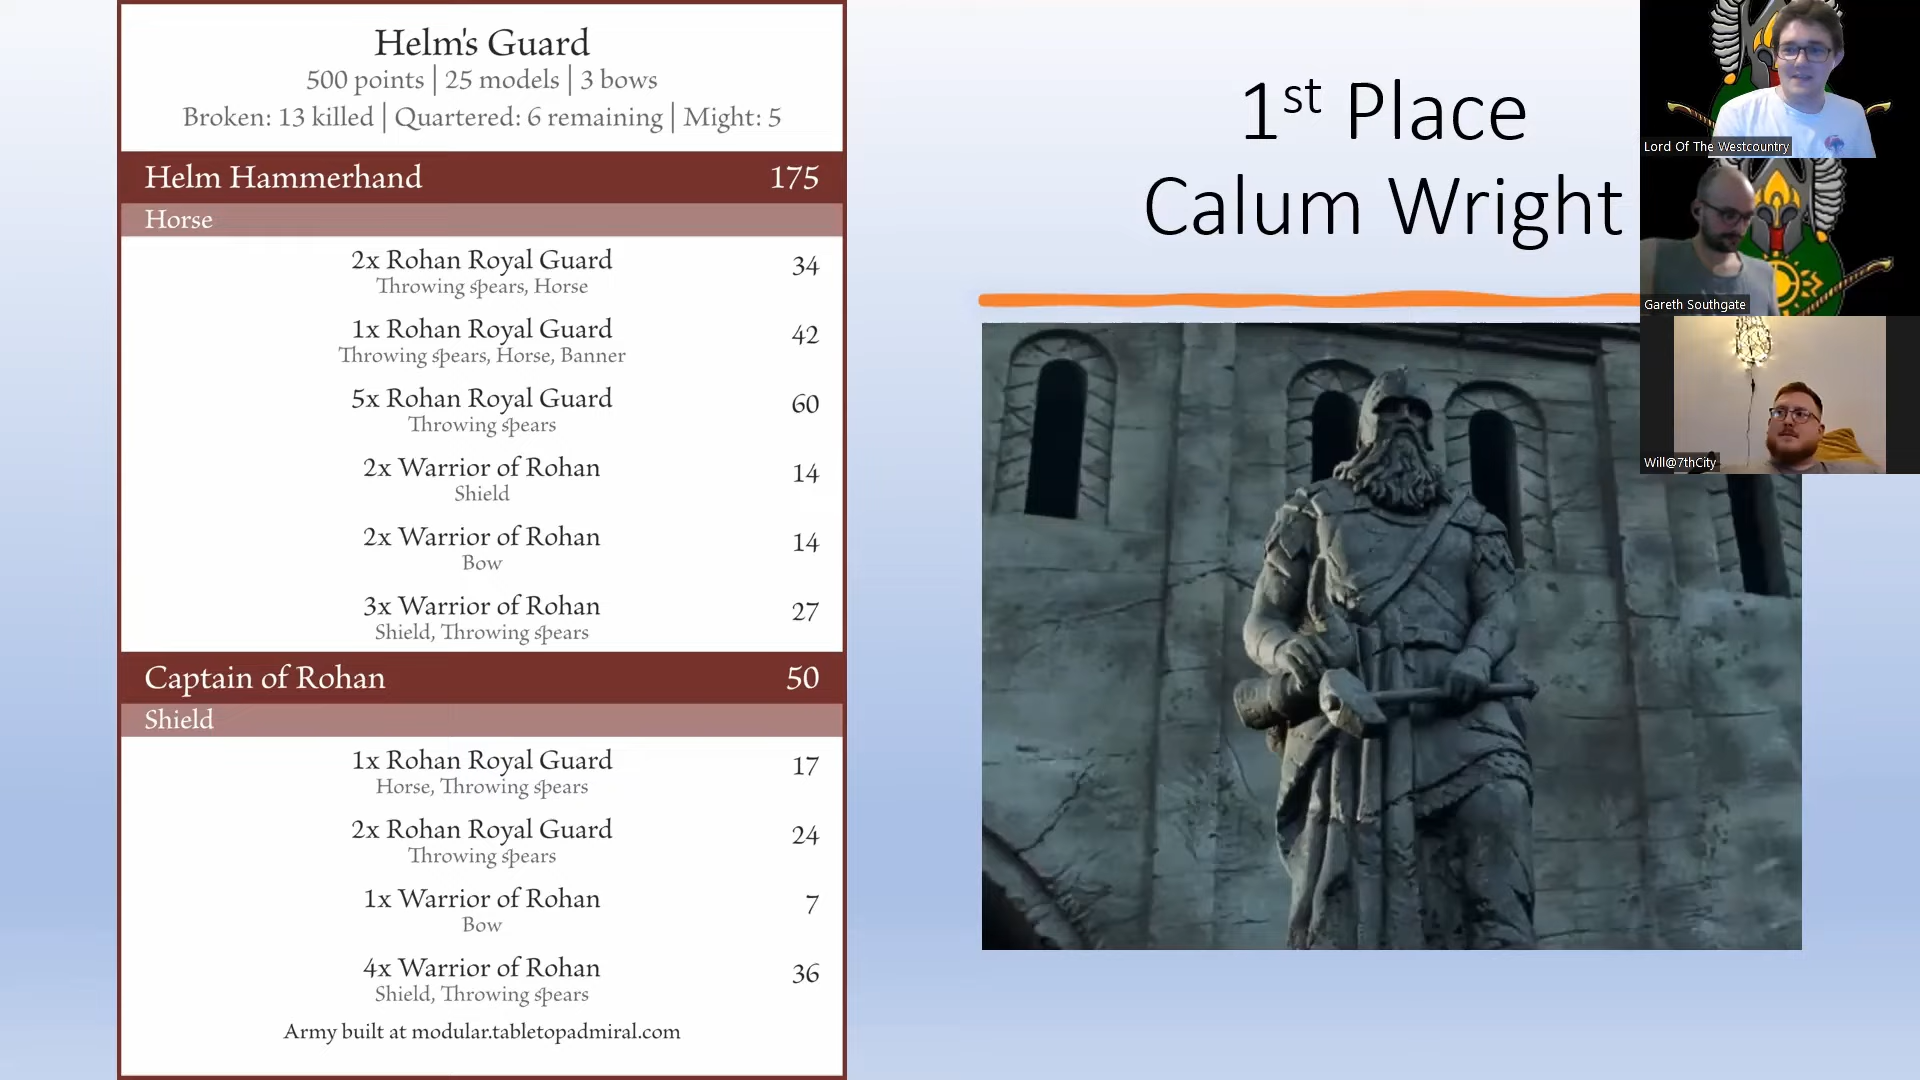 Helm's Guard
500 points | 25 models | 3 bows
Broken: 13 killed | Quartered: 6 remaining | Might: 5
Helm Hammerhand 175
Horse
2x Rohan Royal Guard 34
Throwing spears, Horse
1x Rohan Royal Guard 42
Throwing spears, Horse, Banner
5x Rohan Royal Guard 60
Throwing spears
2x Warrior of Rohan 14
Shield
2x Warrior of Rohan 14
Bow
3x Warrior of Rohan 27
Shield, Throwing spears
Captain of Rohan 50
Shield
1x Rohan Royal Guard 17
Horse, Throwing spears
2x Rohan Royal Guard 24
Throwing spears
1x Warrior of Rohan 7
Bow
4x Warrior of Rohan 36
Shield, Throwing spears
Army built at modular.tabletopadmiral.com
1st Place
Calum Wright
Lord Of The Westcountry
Gareth Southgate
Will@7thCity